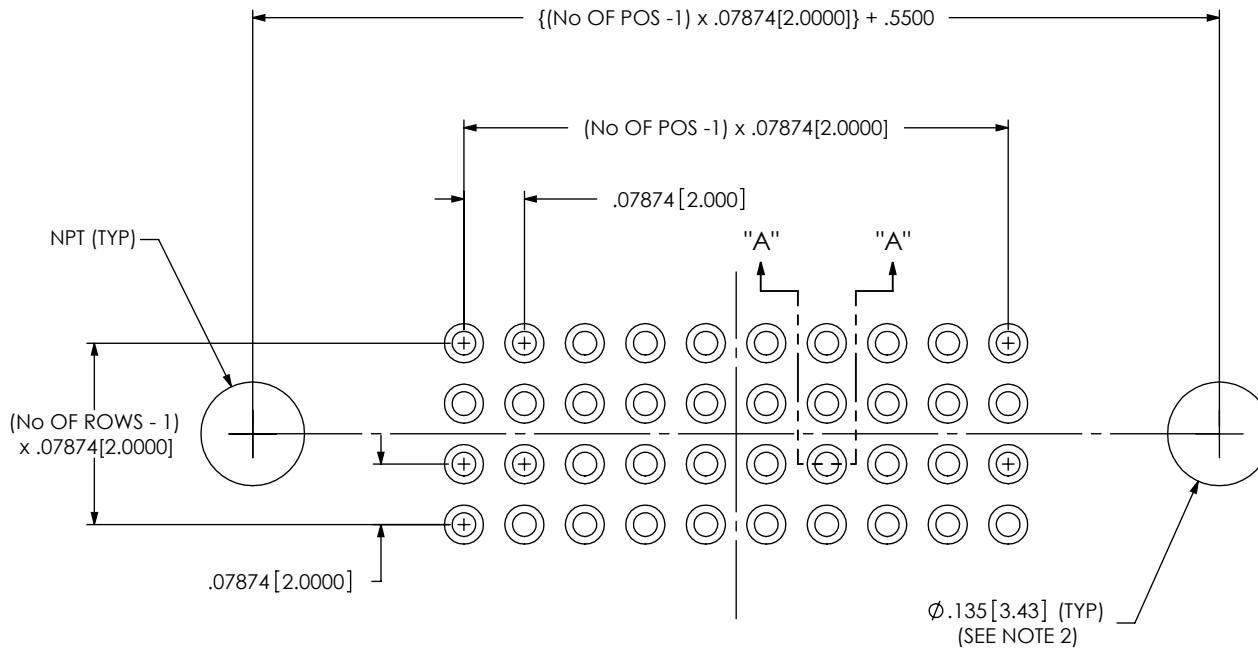 {(No OF POS -1) x .07874[2.0000]} + .5500
(No OF POS -1) x .07874[2.0000]
.07874[2.000]
NPT (TYP)
"A"
"A"
(No OF ROWS - 1)
x .07874[2.0000]
.07874[2.0000]
Ø.135[3.43] (TYP)
(SEE NOTE 2)